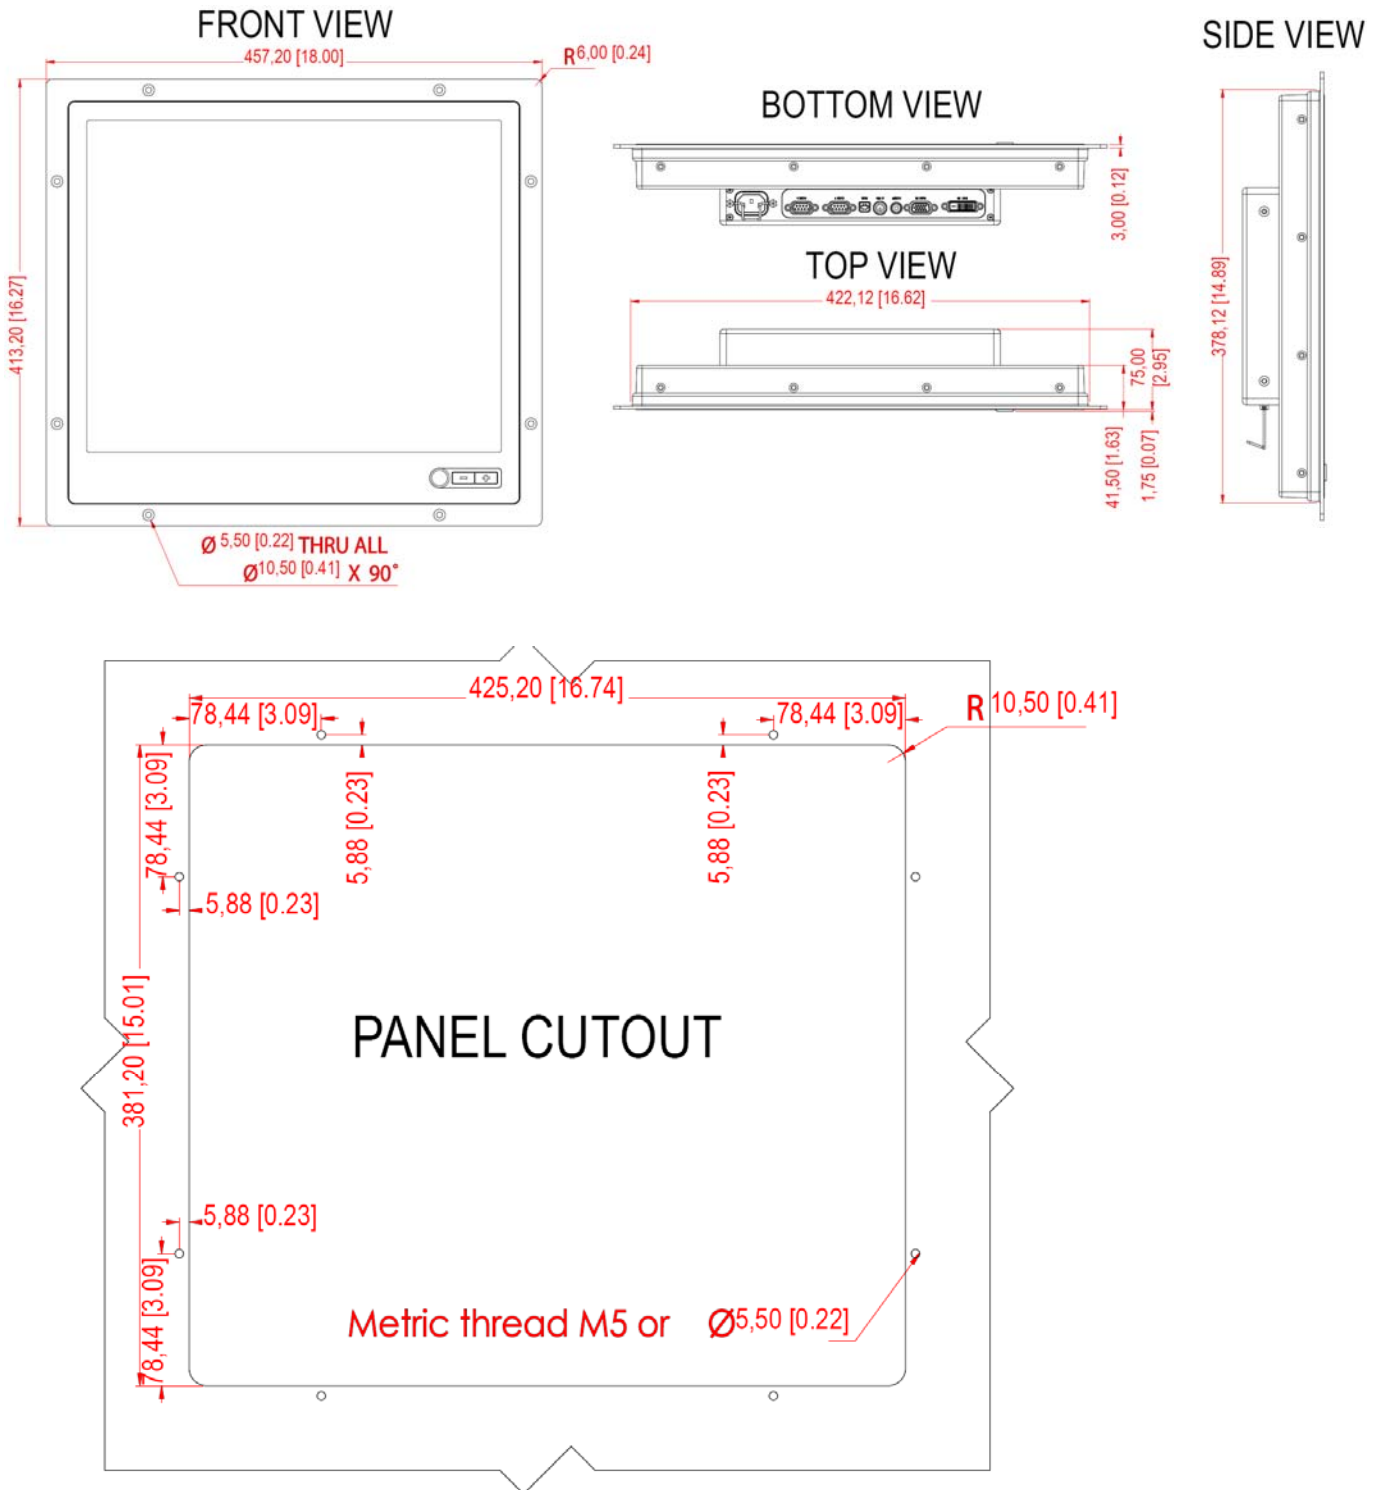 FRONT VIEW
457,20 [18.00]
R6,00 [0.24]
SIDE VIEW
BOTTOM VIEW
3,00 [0.12]
TOP VIEW
422,12 [16.62]
413,20 [16.27]
378,12 [14.89]
75,00
[2.95]
41,50 [1.63]
1,75 [0.07]
Ø 5,50 [0.22] THRU ALL
Ø10,50 [0.41] X 90°
425,20 [16.74]
78,44 [3.09]
78,44 [3.09]
R 10,50 [0.41]
78,44 [3.09]
5,88 [0.23]
5,88 [0.23]
5,88 [0.23]
PANEL CUTOUT
381,20 [15.01]
5,88 [0.23]
78,44 [3.09]
Metric thread M5 or Ø5,50 [0.22]